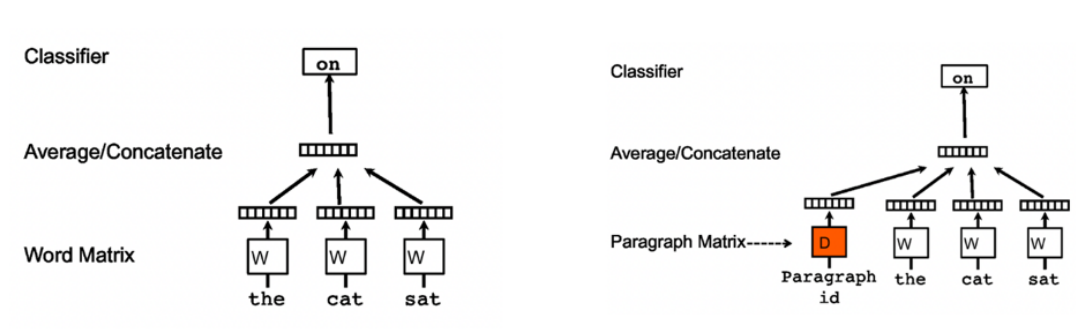 Classifier
on
Average/Concatenate
Word Matrix
W W W
the cat sat
Classifier
on
Average/Concatenate
Paragraph Matrix
D W W W
Paragraph the cat sat
id